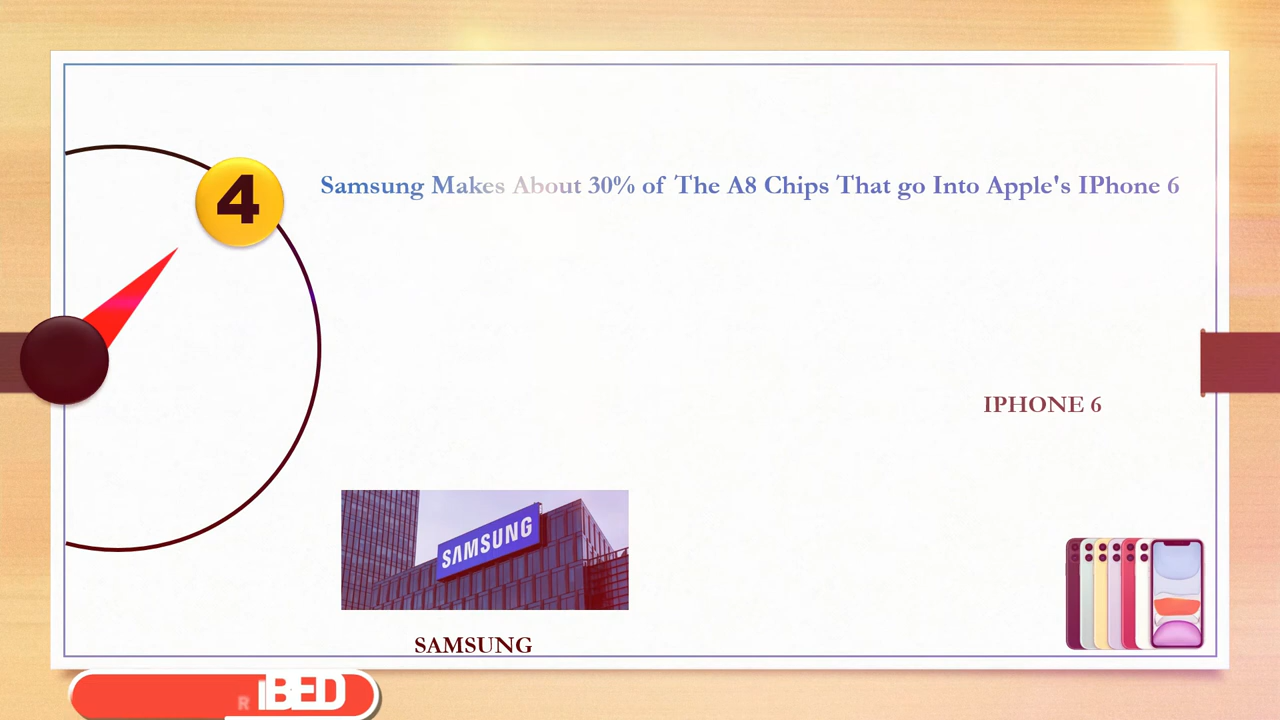 4
Samsung Makes About 30% of The A8 Chips That go Into Apple's IPhone 6
IPHONE 6
SAMSUNG
SAMSUNG
R IBED